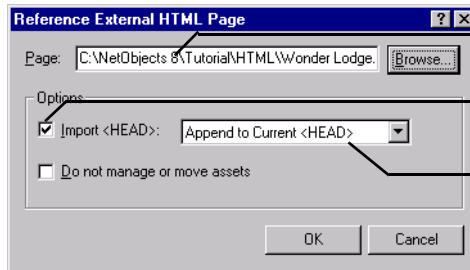 Reference External HTML Page
Page: C:\NetObjects 8\Tutorial\HTML\Wonder Lodge. Browse...
Options
Import <HEAD>: Append to Current <HEAD>
Do not manage or move assets
OK Cancel